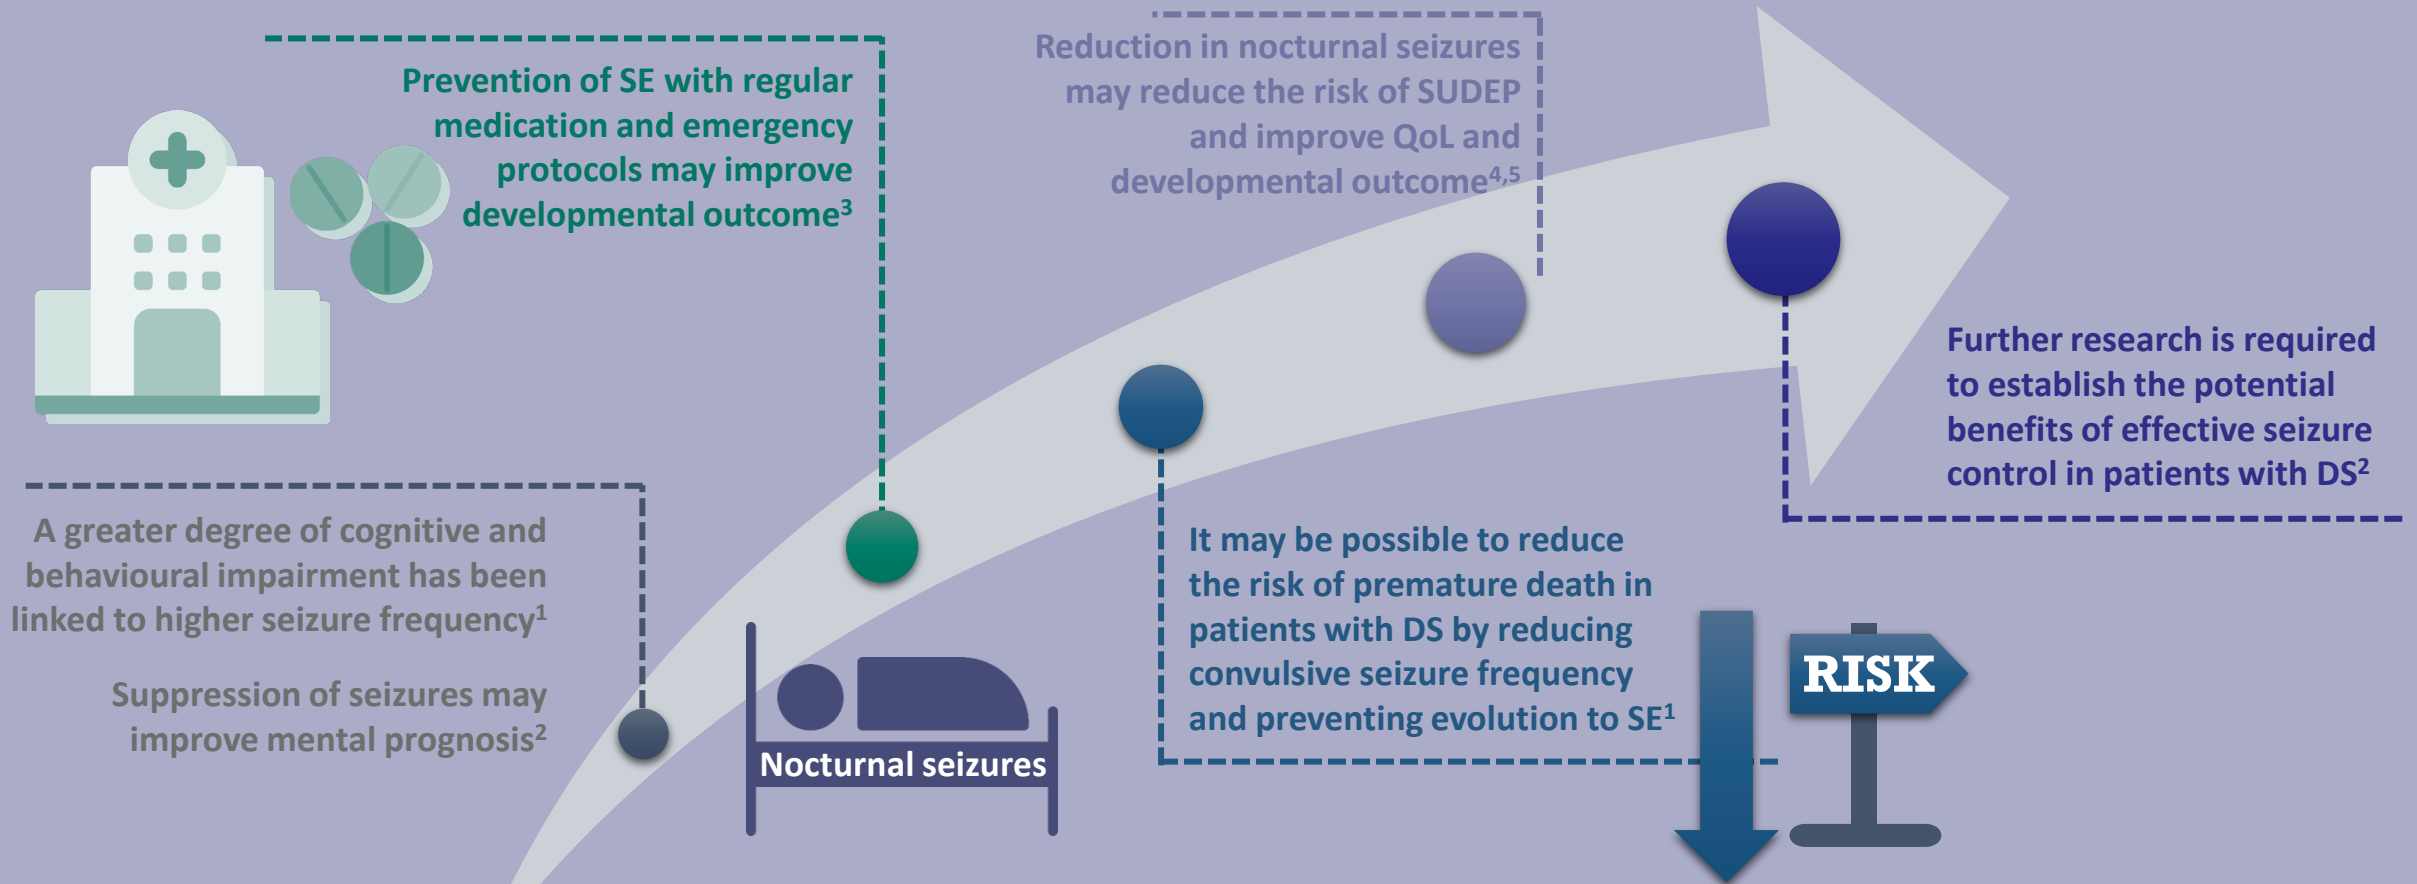 Prevention of SE with regular
medication and emergency
protocols may improve
developmental outcome³
Reduction in nocturnal seizures
may reduce the risk of SUDEP
and improve QoL and
developmental outcome⁴,⁵
A greater degree of cognitive and
behavioural impairment has been
linked to higher seizure frequency¹
Suppression of seizures may
improve mental prognosis²
Nocturnal seizures
It may be possible to reduce
the risk of premature death in
patients with DS by reducing
convulsive seizure frequency
and preventing evolution to SE¹
RISK
Further research is required
to establish the potential
benefits of effective seizure
control in patients with DS²